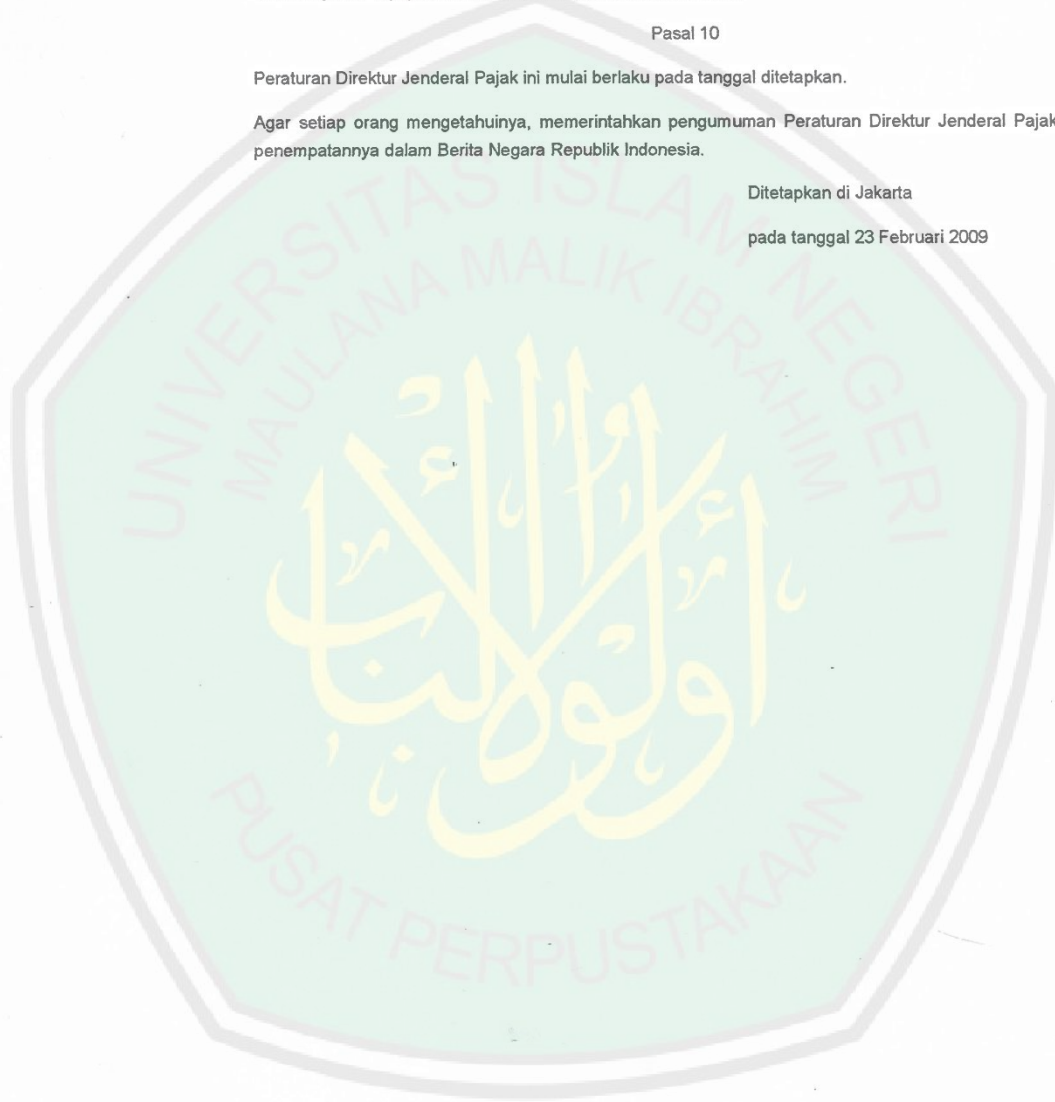 Pasal 10
Peraturan Direktur Jenderal Pajak ini mulai berlaku pada tanggal ditetapkan.
Agar setiap orang mengetahuinya, memerintahkan pengumuman Peraturan Direktur Jenderal Pajak
penempatannya dalam Berita Negara Republik Indonesia.
Ditetapkan di Jakarta
pada tanggal 23 Februari 2009
UNIVERSITAS ISLAM NEGERI
MAULANA MALIK IBRAHIM
أولوا الألباب
PUSAT PERPUSTAKAAN